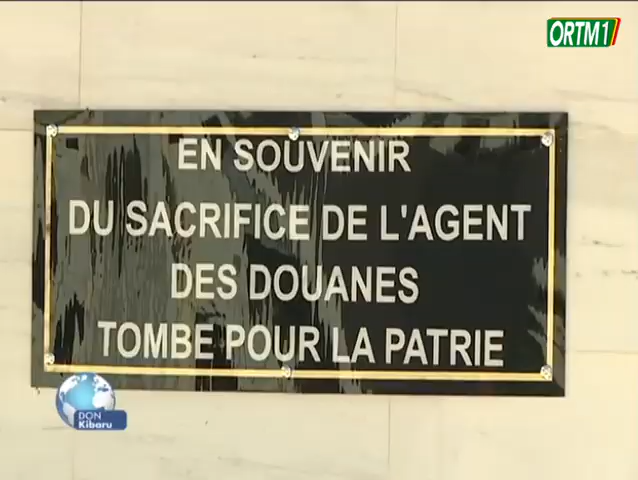 ORTM1
EN SOUVENIR
DU SACRIFICE DE L'AGENT
DES DOUANES
TOMBE POUR LA PATRIE
DON
Kibaru